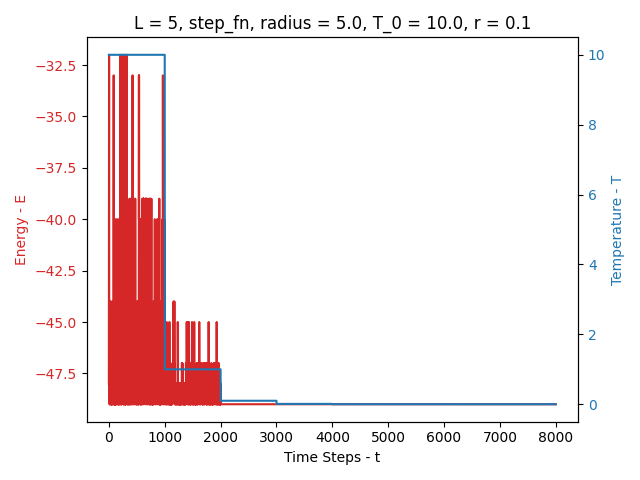 L = 5, step_fn, radius = 5.0, T_0 = 10.0, r = 0.1
−32.5
−35.0
−37.5
−40.0
−42.5
−45.0
−47.5
Energy - E
10
8
6
4
2
0
Temperature - T
0 1000 2000 3000 4000 5000 6000 7000 8000
Time Steps - t